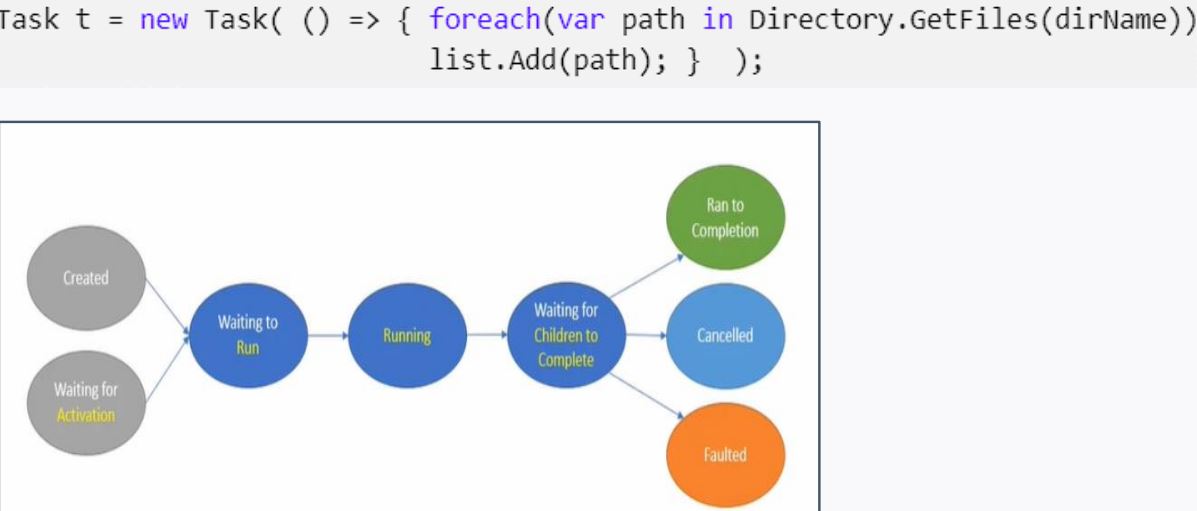 Task t = new Task( () => { foreach(var path in Directory.GetFiles(dirName))
list.Add(path); } );
Created
Waiting for
Activation
Waiting to
Run
Running
Waiting for
Children to
Complete
Ran to
Completion
Cancelled
Faulted